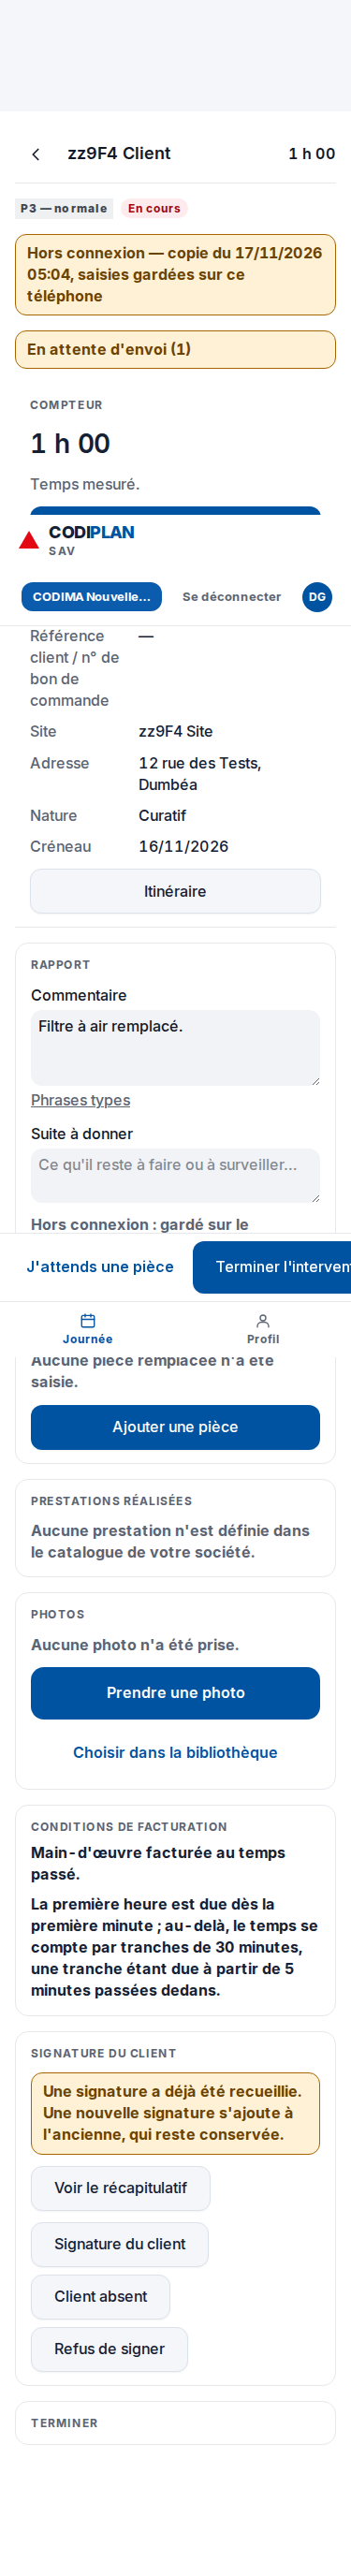 zz9F4 Client
1 h 00
P3 — normale
En cours
Hors connexion — copie du 17/11/2026
05:04, saisies gardées sur ce
téléphone
En attente d'envoi (1)
COMPTEUR
1 h 00
Temps mesuré.
CODIPLAN
SAV
CODIMA Nouvelle…
Se déconnecter
DG
Référence
client / n° de
bon de
commande
—
Site
zz9F4 Site
Adresse
12 rue des Tests,
Dumbéa
Nature
Curatif
Créneau
16/11/2026
Itinéraire
RAPPORT
Commentaire
Filtre à air remplacé.
Phrases types
Suite à donner
Ce qu'il reste à faire ou à surveiller…
Hors connexion : gardé sur le
J'attends une pièce
Terminer l'interven
Journée
Profil
Aucune pièce remplacée n'a été
saisie.
Ajouter une pièce
PRESTATIONS RÉALISÉES
Aucune prestation n'est définie dans
le catalogue de votre société.
PHOTOS
Aucune photo n'a été prise.
Prendre une photo
Choisir dans la bibliothèque
CONDITIONS DE FACTURATION
Main-d'œuvre facturée au temps
passé.
La première heure est due dès la
première minute ; au-delà, le temps se
compte par tranches de 30 minutes,
une tranche étant due à partir de 5
minutes passées dedans.
SIGNATURE DU CLIENT
Une signature a déjà été recueillie.
Une nouvelle signature s'ajoute à
l'ancienne, qui reste conservée.
Voir le récapitulatif
Signature du client
Client absent
Refus de signer
TERMINER